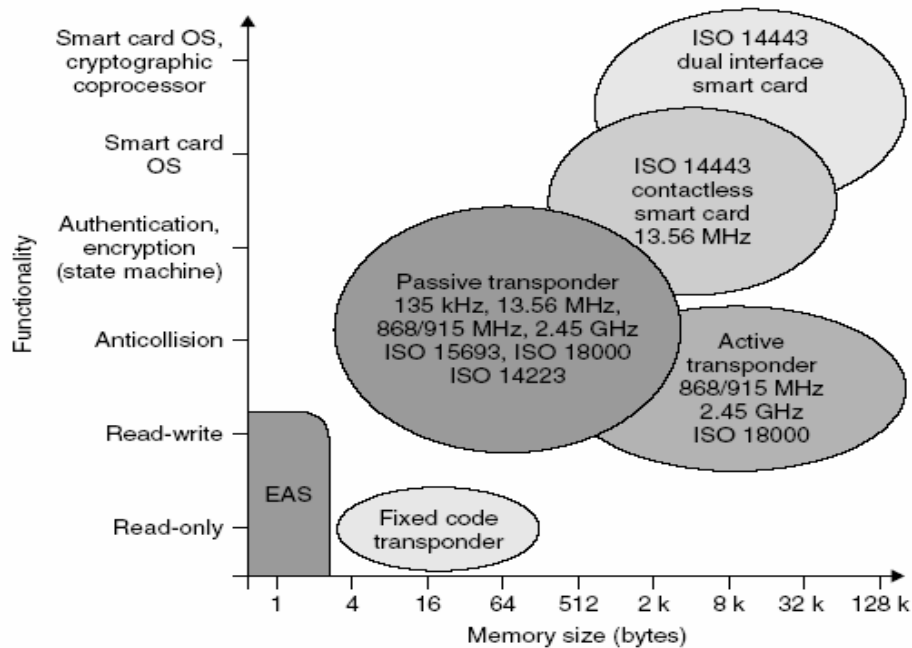 Smart card OS,
cryptographic
coprocessor
Smart card
OS
Authentication,
encryption
(state machine)
Anticollision
Read-write
Read-only
Functionality
ISO 14443
dual interface
smart card
ISO 14443
contactless
smart card
13.56 MHz
Passive transponder
135 kHz, 13.56 MHz,
868/915 MHz, 2.45 GHz
ISO 15693, ISO 18000
ISO 14223
Active
transponder
868/915 MHz
2.45 GHz
ISO 18000
EAS
Fixed code
transponder
1 4 16 64 512 2 k 8 k 32 k 128 k
Memory size (bytes)